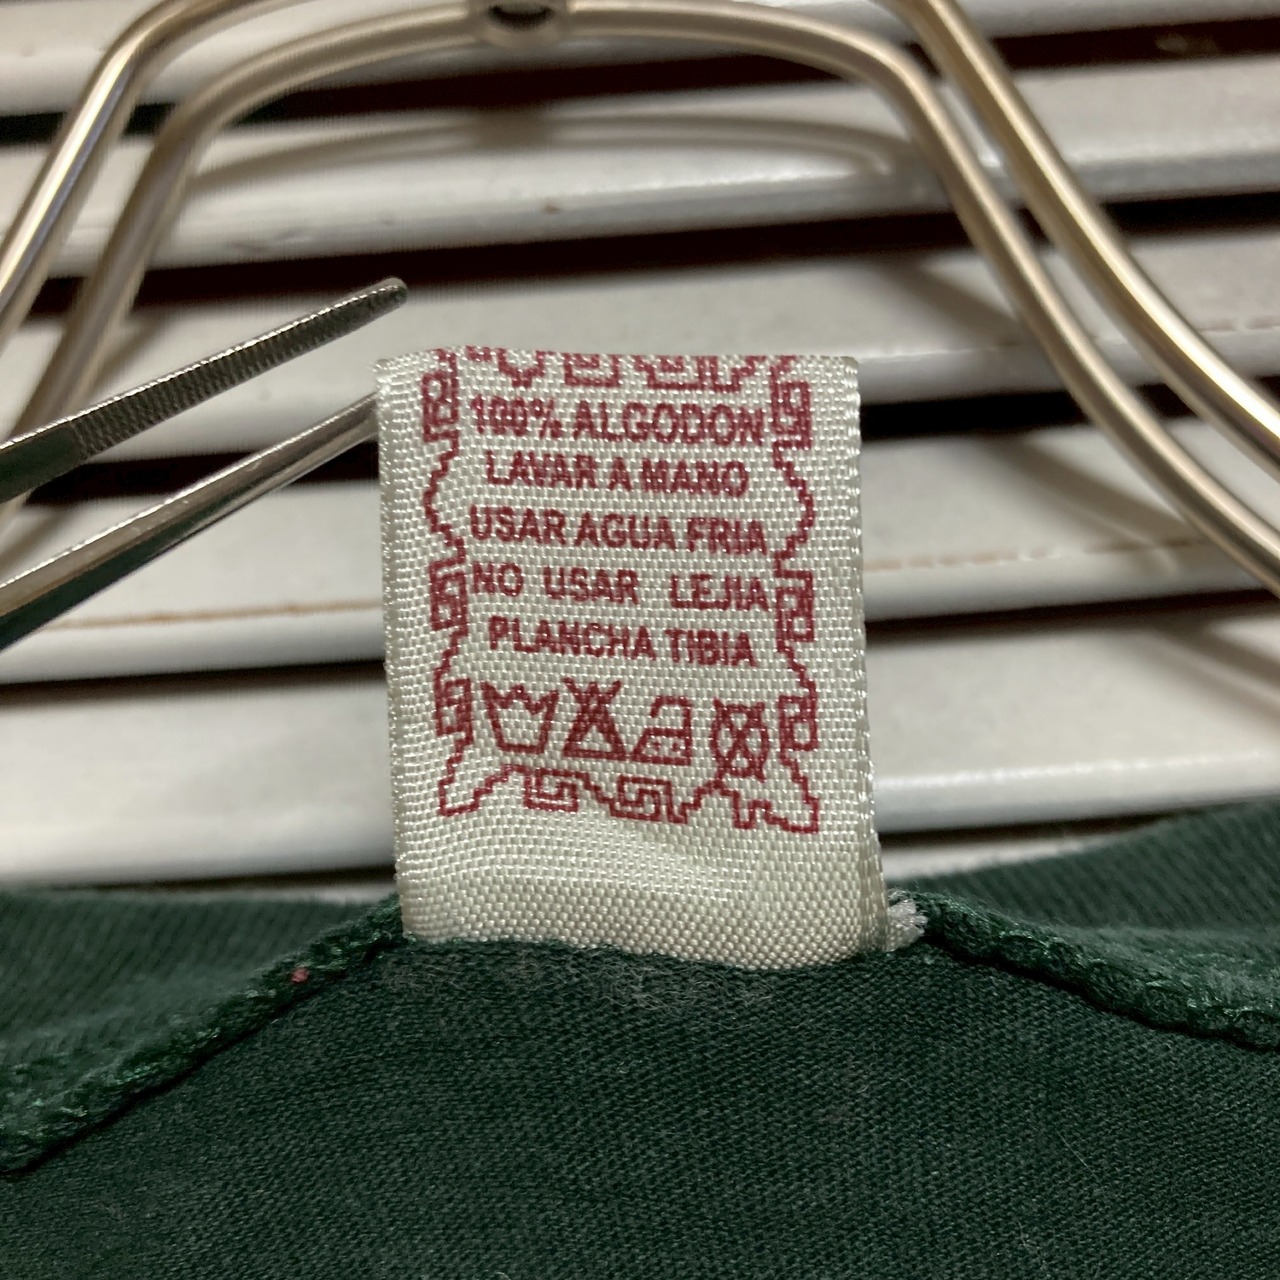 100% ALGODON
LAVAR A MANO
USAR AGUA FRIA
NO USAR LEJIA
PLANCHA TIBIA